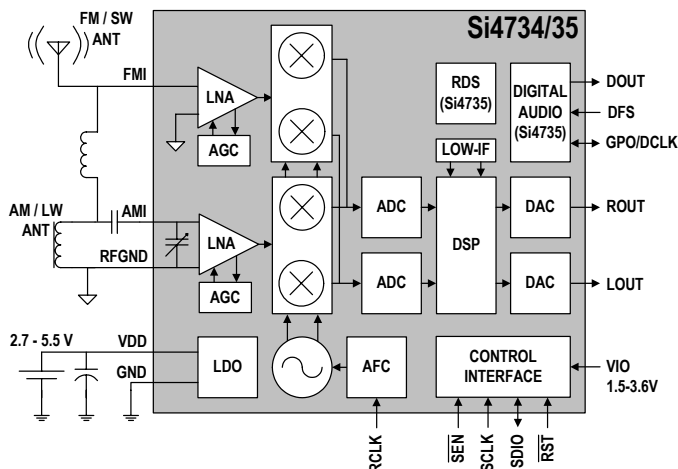 FM / SW
ANT
Si4734/35
FMI
LNA
AGC
RDS
(Si4735)
DIGITAL
AUDIO
(Si4735)
DOUT
DFS
GPO/DCLK
LOW-IF
AM / LW
ANT
AMI
RFGND
LNA
AGC
ADC
ADC
DSP
DAC
DAC
ROUT
LOUT
2.7 - 5.5 V
VDD
GND
LDO
AFC
CONTROL
INTERFACE
VIO
1.5-3.6V
RCLK
SEN
SCLK
SDIO
RST